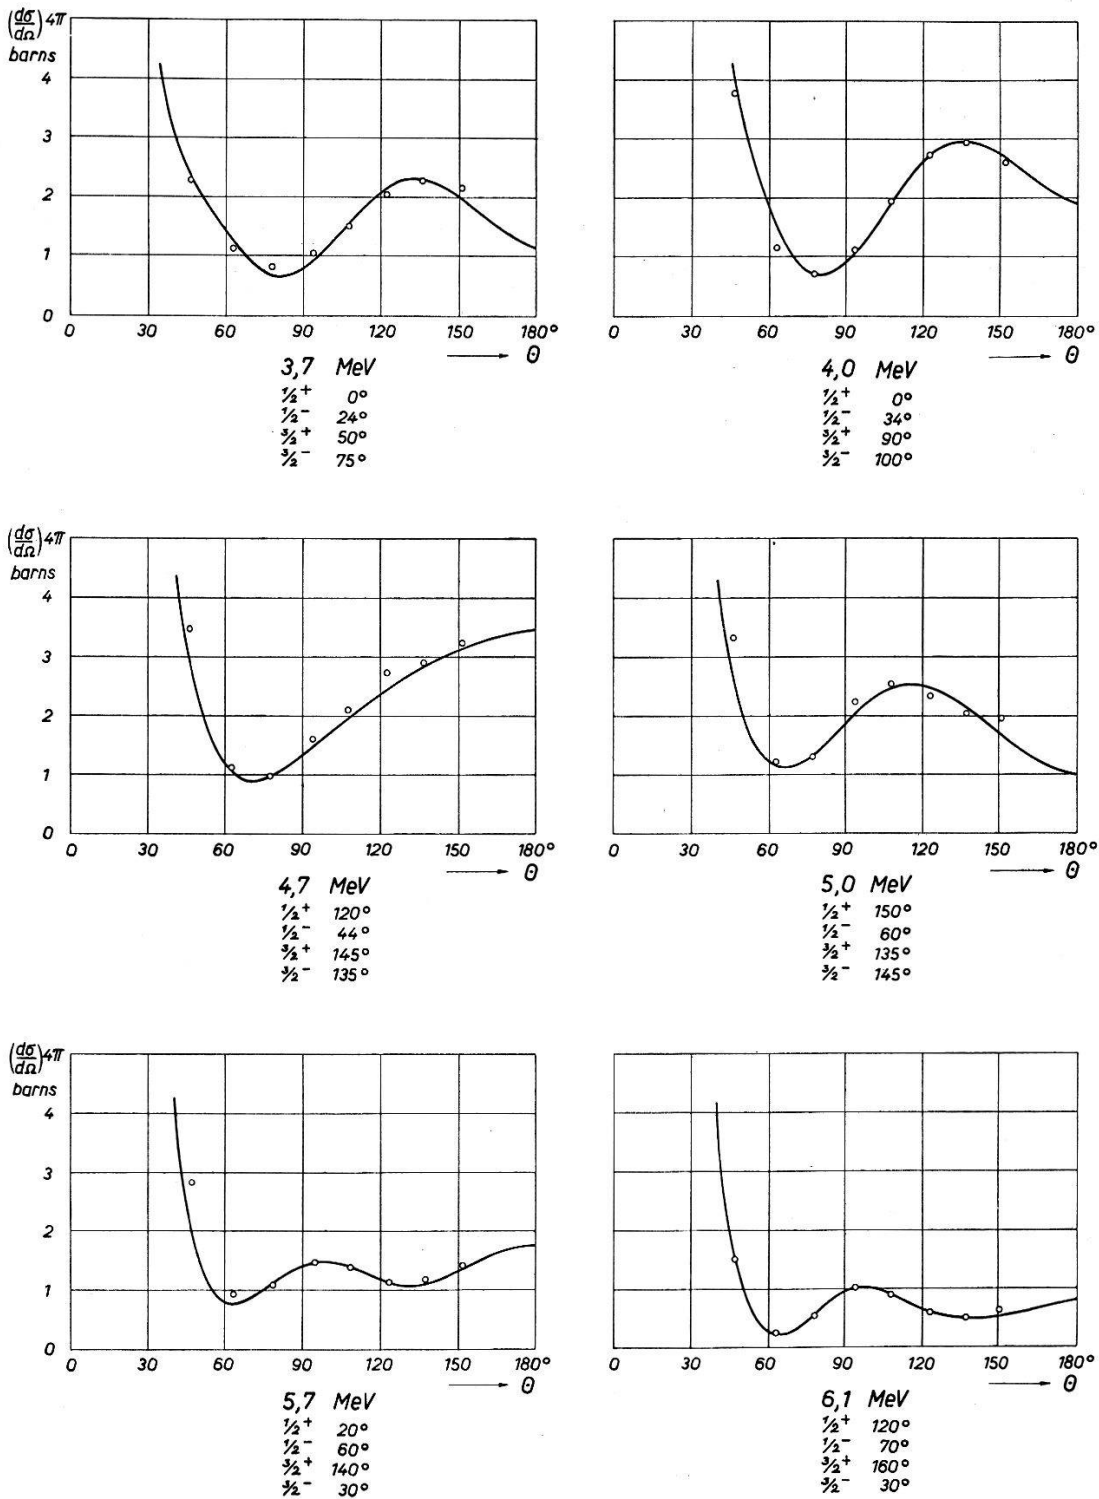 (dσ/dΩ)4π
barns
4
3
2
1
0
0 30 60 90 120 150 180°
→ θ
3,7 MeV
½+ 0°
½- 24°
3/2+ 50°
3/2- 75°
0 30 60 90 120 150 180°
→ θ
4,0 MeV
½+ 0°
½- 34°
3/2+ 90°
3/2- 100°
(dσ/dΩ)4π
barns
4
3
2
1
0
0 30 60 90 120 150 180°
→ θ
4,7 MeV
½+ 120°
½- 44°
3/2+ 145°
3/2- 135°
0 30 60 90 120 150 180°
→ θ
5,0 MeV
½+ 150°
½- 60°
3/2+ 135°
3/2- 145°
(dσ/dΩ)4π
barns
4
3
2
1
0
0 30 60 90 120 150 180°
→ θ
5,7 MeV
½+ 20°
½- 60°
3/2+ 140°
3/2- 30°
0 30 60 90 120 150 180°
→ θ
6,1 MeV
½+ 120°
½- 70°
3/2+ 160°
3/2- 30°